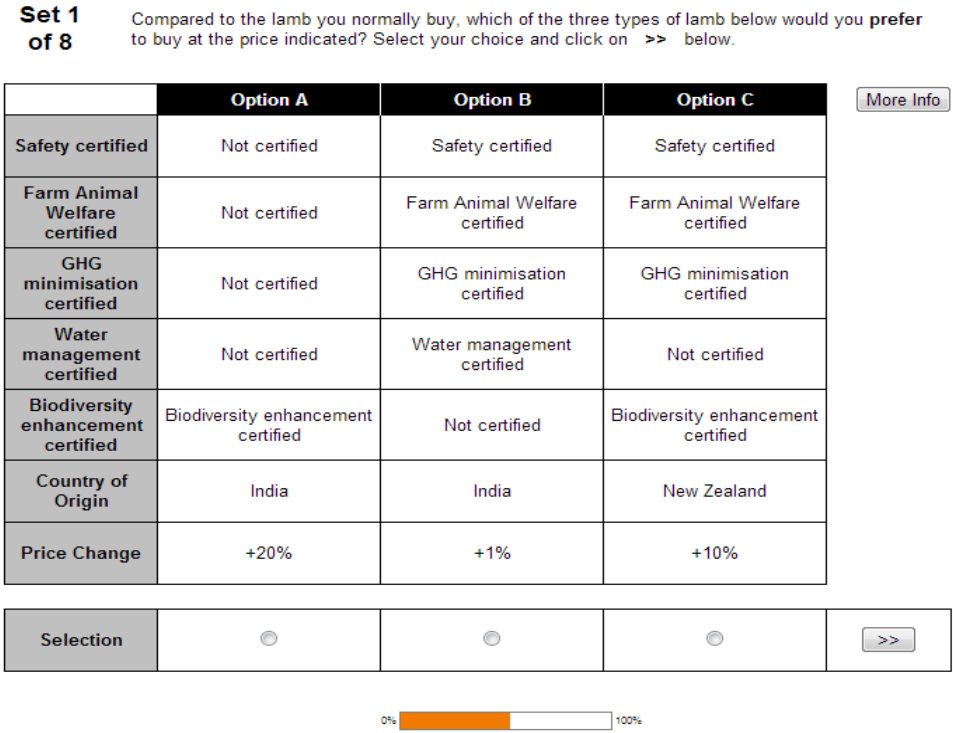 Set 1
of 8
Compared to the lamb you normally buy, which of the three types of lamb below would you prefer
to buy at the price indicated? Select your choice and click on >> below.
Option A
Option B
Option C
More Info
Safety certified
Not certified
Safety certified
Safety certified
Farm Animal
Welfare
certified
Not certified
Farm Animal Welfare
certified
Farm Animal Welfare
certified
GHG
minimisation
certified
Not certified
GHG minimisation
certified
GHG minimisation
certified
Water
management
certified
Not certified
Water management
certified
Not certified
Biodiversity
enhancement
certified
Biodiversity enhancement
certified
Not certified
Biodiversity enhancement
certified
Country of
Origin
India
India
New Zealand
Price Change
+20%
+1%
+10%
Selection
>>
0%
100%